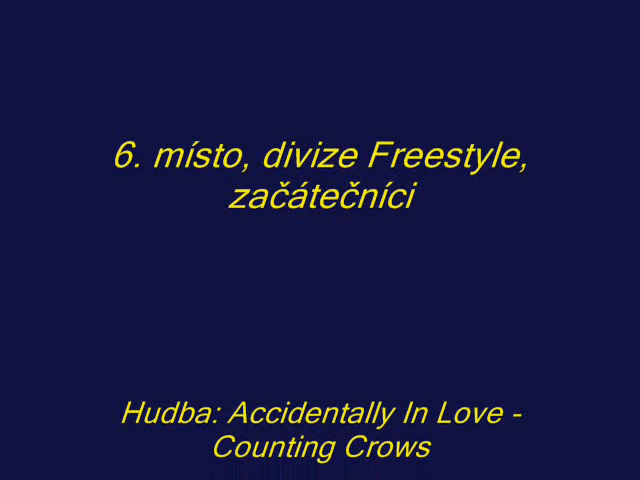 6. místo, divize Freestyle,
začátečníci
Hudba: Accidentally In Love -
Counting Crows